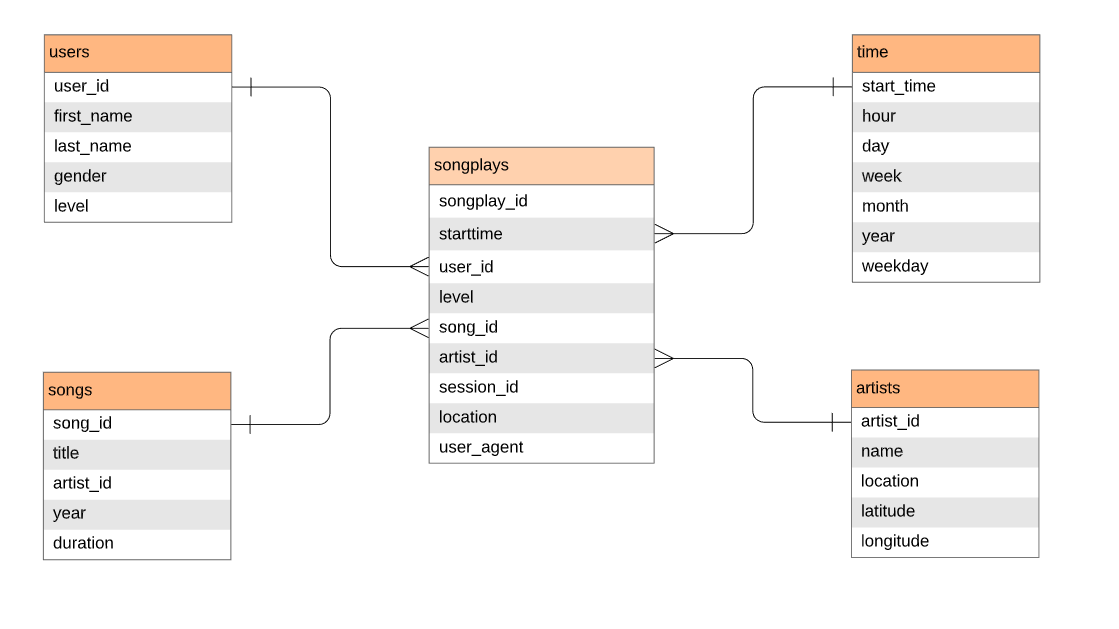 users
user_id
first_name
last_name
gender
level
songs
song_id
title
artist_id
year
duration
songplays
songplay_id
starttime
user_id
level
song_id
artist_id
session_id
location
user_agent
time
start_time
hour
day
week
month
year
weekday
artists
artist_id
name
location
latitude
longitude